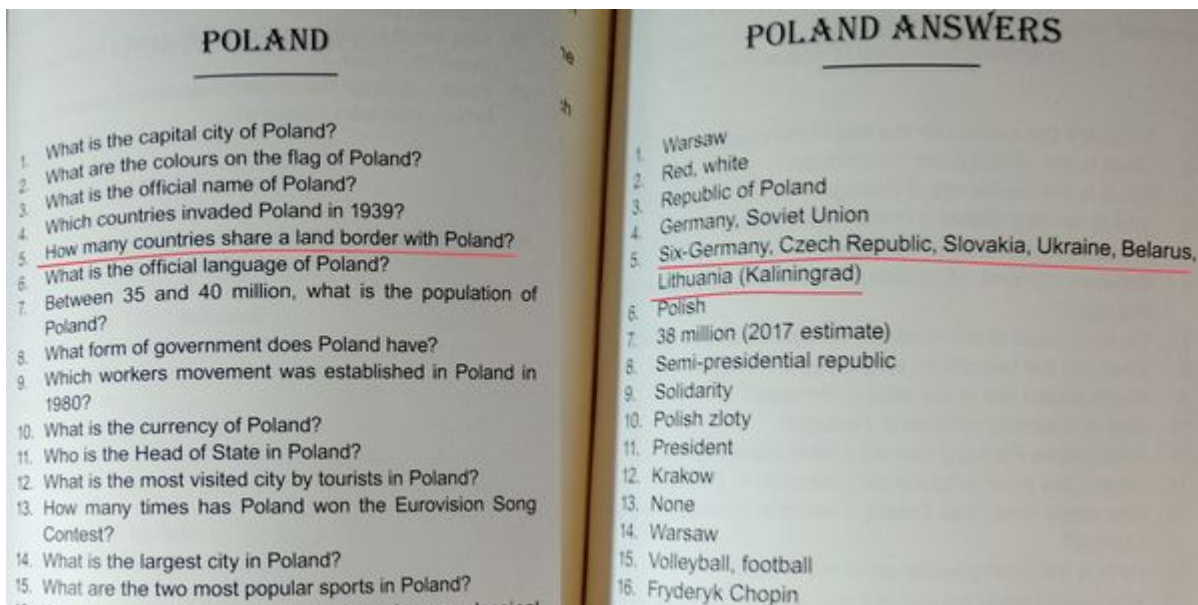 POLAND
1. What is the capital city of Poland?
2. What are the colours on the flag of Poland?
3. What is the official name of Poland?
4. Which countries invaded Poland in 1939?
5. How many countries share a land border with Poland?
6. What is the official language of Poland?
7. Between 35 and 40 million, what is the population of
Poland?
8. What form of government does Poland have?
9. Which workers movement was established in Poland in
1980?
10. What is the currency of Poland?
11. Who is the Head of State in Poland?
12. What is the most visited city by tourists in Poland?
13. How many times has Poland won the Eurovision Song
Contest?
14. What is the largest city in Poland?
15. What are the two most popular sports in Poland?
POLAND ANSWERS
1. Warsaw
2. Red, white
3. Republic of Poland
4. Germany, Soviet Union
5. Six-Germany, Czech Republic, Slovakia, Ukraine, Belarus,
Lithuania (Kaliningrad)
6. Polish
7. 38 million (2017 estimate)
8. Semi-presidential republic
9. Solidarity
10. Polish zloty
11. President
12. Krakow
13. None
14. Warsaw
15. Volleyball, football
16. Fryderyk Chopin